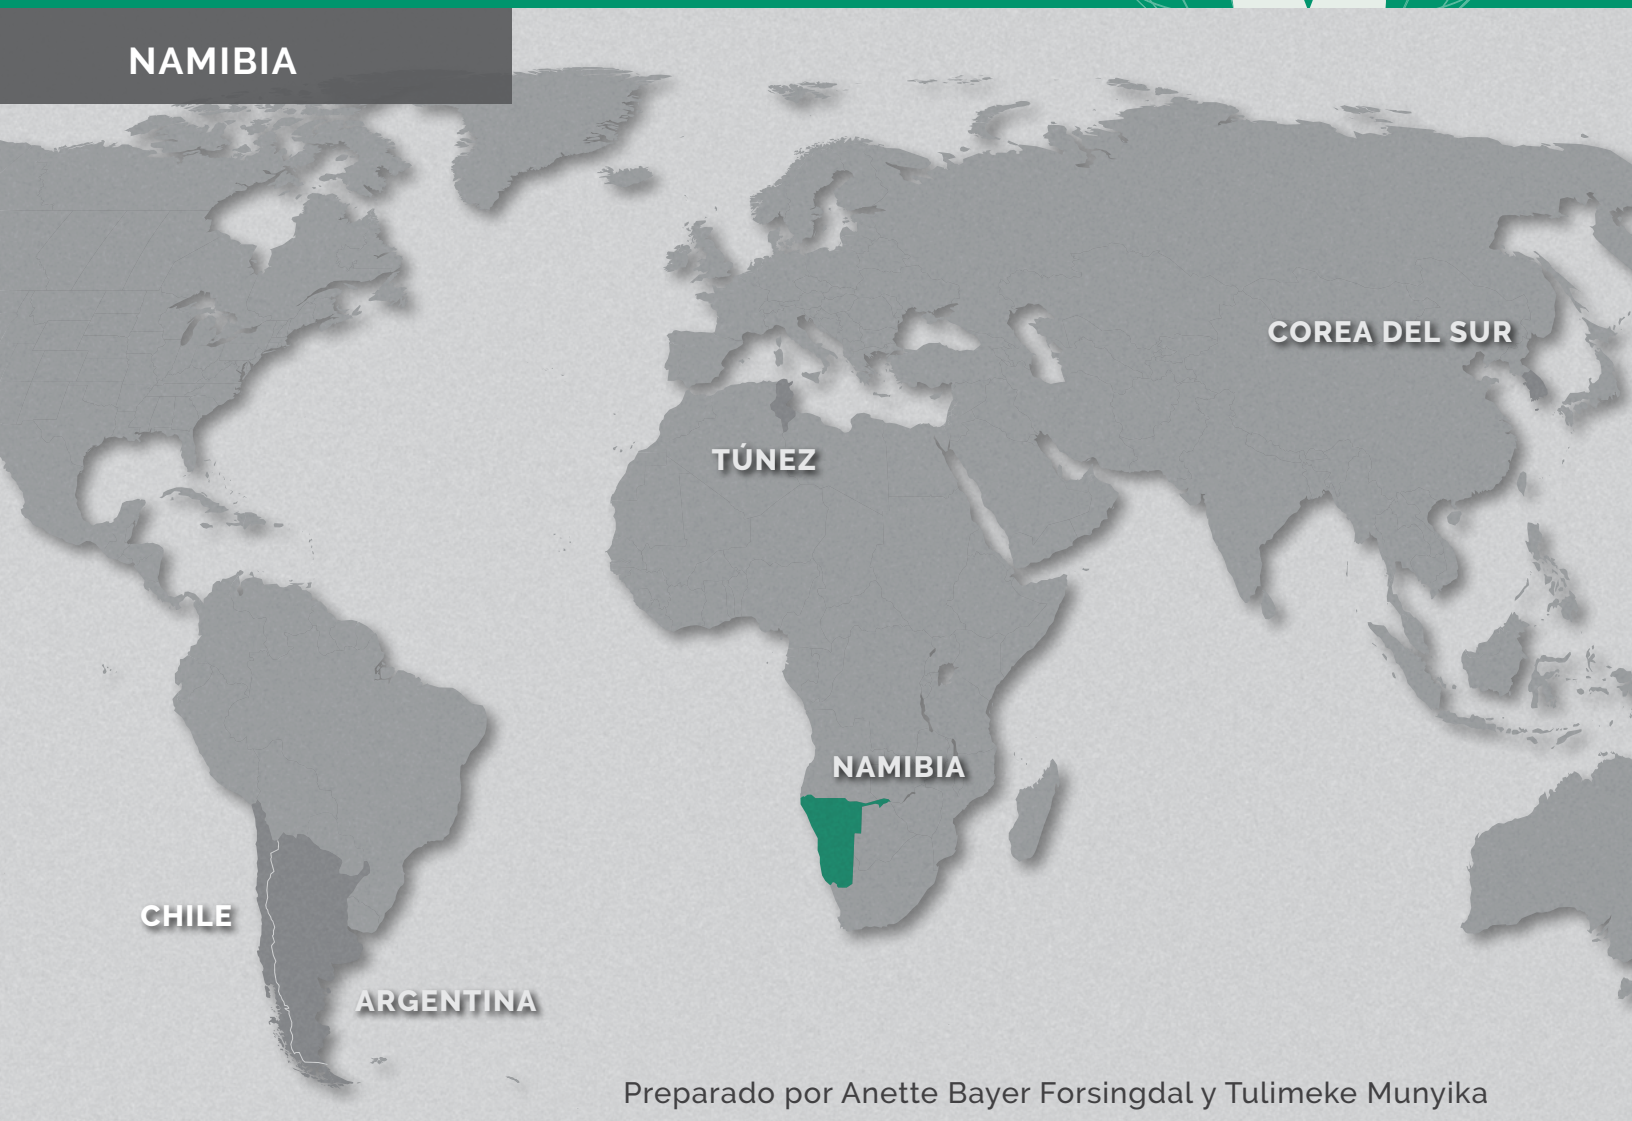 NAMIBIA
COREA DEL SUR
TÚNEZ
NAMIBIA
CHILE
ARGENTINA
Preparado por Anette Bayer Forsingdal y Tulimeke Munyika